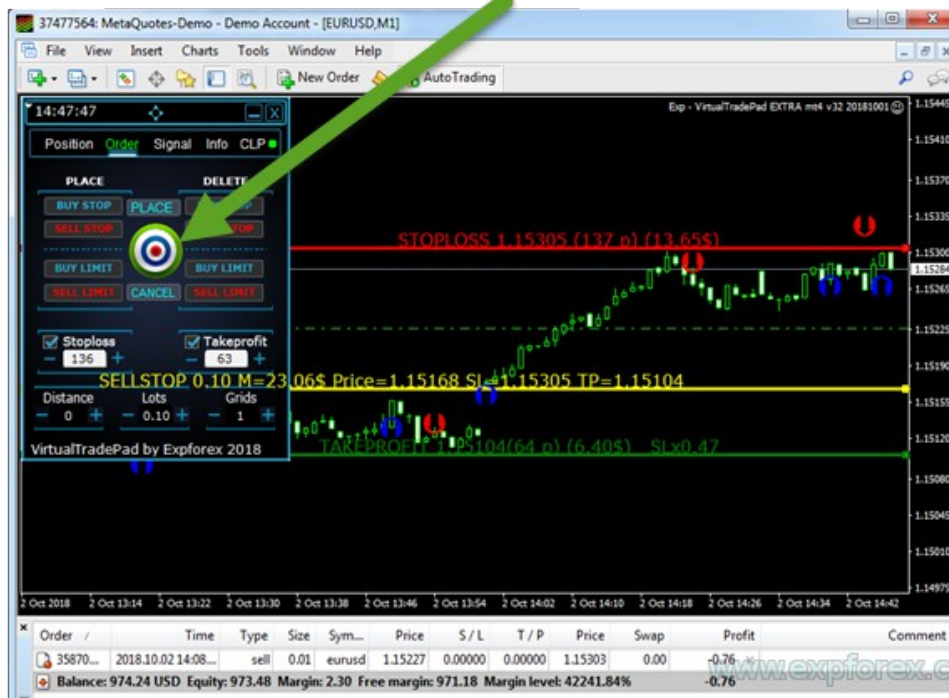 37477564: MetaQuotes-Demo - Demo Account - [EURUSD,M1]
File View Insert Charts Tools Window Help
New Order AutoTrading
14:47:47
Exp - VirtualTradePad EXTRA mt4 v32 20181001
Position Order Signal Info CLP
PLACE DELETE
BUY STOP PLACE
SELL STOP
BUY LIMIT BUY LIMIT
SELL LIMIT CANCEL SELL LIMIT
Stoploss Takeprofit
136 + − 63 +
Distance Lots Grids
− 0 + − 0.10 + − 1 +
VirtualTradePad by Expforex 2018
STOPLOSS 1.15305 (137 p) (13.65$)
SELLSTOP 0.10 M=23.06$ Price=1.15168 SL=1.15305 TP=1.15104
TAKEPROFIT 1.15104(64 p) (6.40$) SLx0.47
1.15445
1.15410
1.15370
1.15335
1.15300
1.15284
1.15265
1.15225
1.15190
1.15155
1.15120
1.15080
1.15045
1.15010
1.14975
2 Oct 2018 2 Oct 13:14 2 Oct 13:22 2 Oct 13:30 2 Oct 13:38 2 Oct 13:46 2 Oct 13:54 2 Oct 14:02 2 Oct 14:10 2 Oct 14:18 2 Oct 14:26 2 Oct 14:34 2 Oct 14:42
Order / Time Type Size Sym... Price S / L T / P Price Swap Profit Comment
35870... 2018.10.02 14:08... sell 0.01 eurusd 1.15227 0.00000 0.00000 1.15303 0.00 -0.76
Balance: 974.24 USD Equity: 973.48 Margin: 2.30 Free margin: 971.18 Margin level: 42241.84% -0.76
www.expforex.c